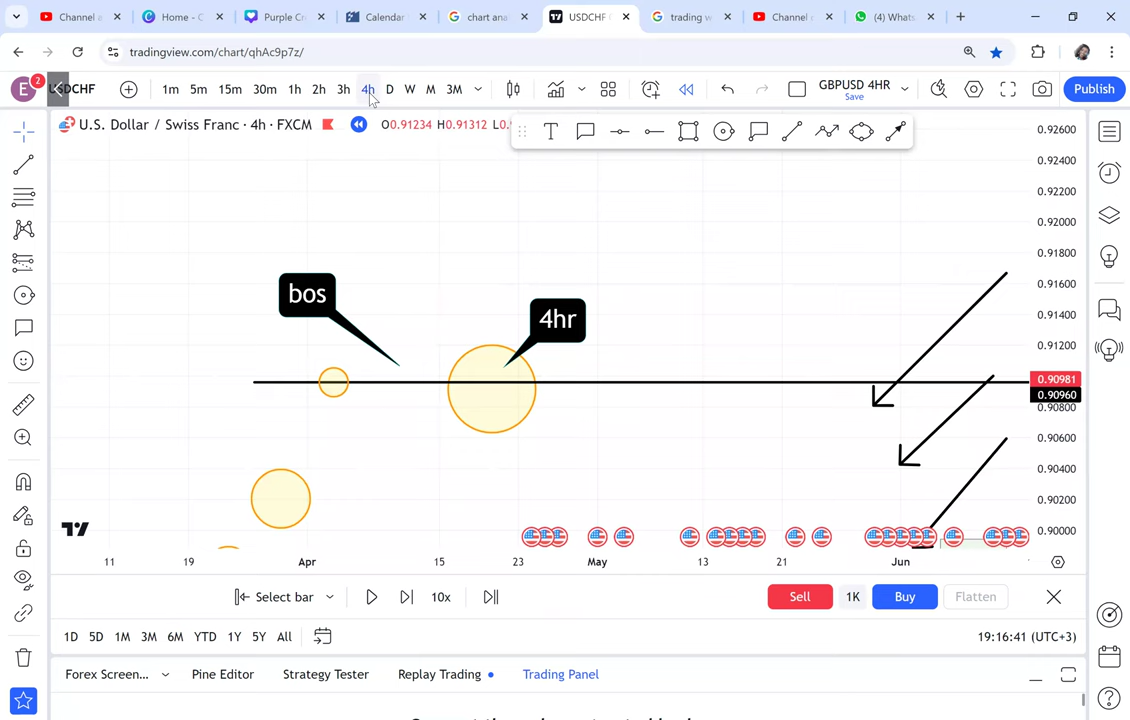 Channel a
Home - C
Purple Cr
Calendar
chart ana
USDCHF
trading w
Channel a
(4) Whats
tradingview.com/chart/qhAc9p7z/
E
2
USDCHF
1m 5m 15m 30m 1h 2h 3h 4h D W M 3M
GBPUSD 4HR
Save
Publish
U.S. Dollar / Swiss Franc · 4h · FXCM
O0.91234 H0.91312 L0.
bos
4hr
0.92600
0.92400
0.92200
0.92000
0.91800
0.91600
0.91400
0.91200
0.90981
0.90960
0.90800
0.90600
0.90400
0.90200
0.90000
11 19 Apr 15 23 May 13 21 Jun
Select bar
10x
Sell 1K Buy Flatten
1D 5D 1M 3M 6M YTD 1Y 5Y All
19:16:41 (UTC+3)
Forex Screen... Pine Editor Strategy Tester Replay Trading Trading Panel